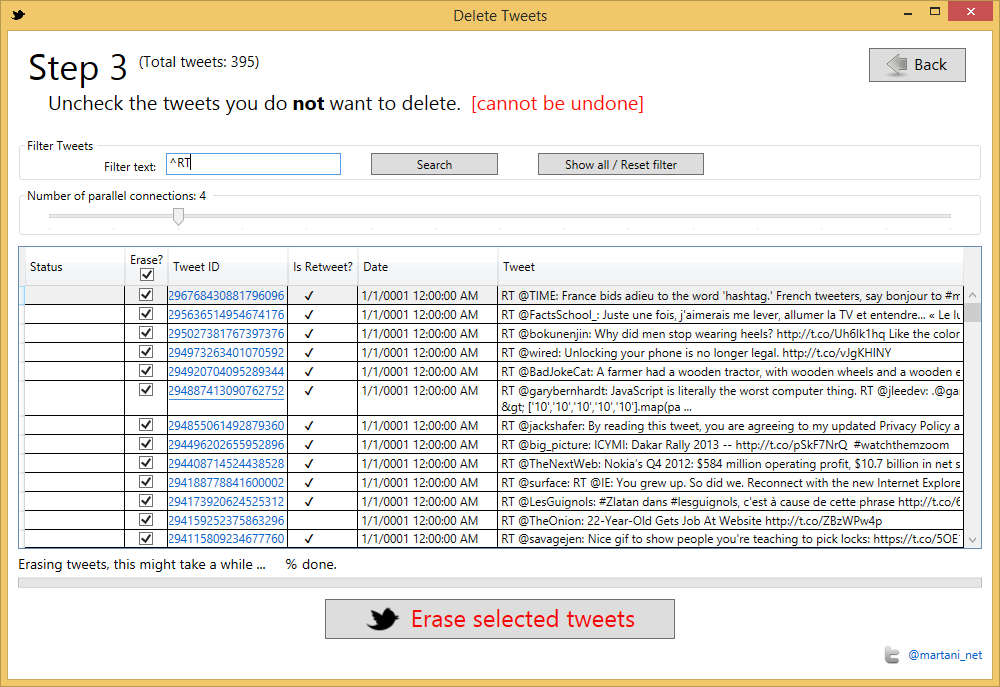 Delete Tweets
Step 3 (Total tweets: 395)
Back
Uncheck the tweets you do not want to delete. [cannot be undone]
Filter Tweets
Filter text: ^RT Search Show all / Reset filter
Number of parallel connections: 4
Status Erase? Tweet ID Is Retweet? Date Tweet
296768430881796096 ✓ 1/1/0001 12:00:00 AM RT @TIME: France bids adieu to the word 'hashtag.' French tweeters, say bonjour to #m
295636514954674176 ✓ 1/1/0001 12:00:00 AM RT @FactsSchool_: Juste une fois, j'aimerais me lever, allumer la TV et entendre... « Le lu
295027381767397376 ✓ 1/1/0001 12:00:00 AM RT @bokunenjin: Why did men stop wearing heels? http://t.co/Uh6Ik1hq Like the color
294973263401070592 ✓ 1/1/0001 12:00:00 AM RT @wired: Unlocking your phone is no longer legal. http://t.co/vJgKHINY
294920704095289344 ✓ 1/1/0001 12:00:00 AM RT @BadJokeCat: A farmer had a wooden tractor, with wooden wheels and a wooden e
294887413090762752 ✓ 1/1/0001 12:00:00 AM RT @garybernhardt: JavaScript is literally the worst computer thing. RT @jleedev: .@ga
&gt; ['10','10','10','10','10'].map(pa ...
294855061492879360 ✓ 1/1/0001 12:00:00 AM RT @jackshafer: By reading this tweet, you are agreeing to my updated Privacy Policy a
294496202655952896 ✓ 1/1/0001 12:00:00 AM RT @big_picture: ICYMI: Dakar Rally 2013 -- http://t.co/pSkF7NrQ #watchthemzoom
294408714524438528 ✓ 1/1/0001 12:00:00 AM RT @TheNextWeb: Nokia's Q4 2012: $584 million operating profit, $10.7 billion in net s
294188778841600002 ✓ 1/1/0001 12:00:00 AM RT @surface: RT @IE: You grew up. So did we. Reconnect with the new Internet Explore
294173920624525312 ✓ 1/1/0001 12:00:00 AM RT @LesGuignols: #Zlatan dans #lesguignols, c'est à cause de cette phrase http://t.co/6
294159252375863296 1/1/0001 12:00:00 AM RT @TheOnion: 22-Year-Old Gets Job At Website http://t.co/ZBzWPw4p
294115809234677760 ✓ 1/1/0001 12:00:00 AM RT @savagejen: Nice gif to show people you're teaching to pick locks: https://t.co/5OE
Erasing tweets, this might take a while ... % done.
Erase selected tweets
@martani_net